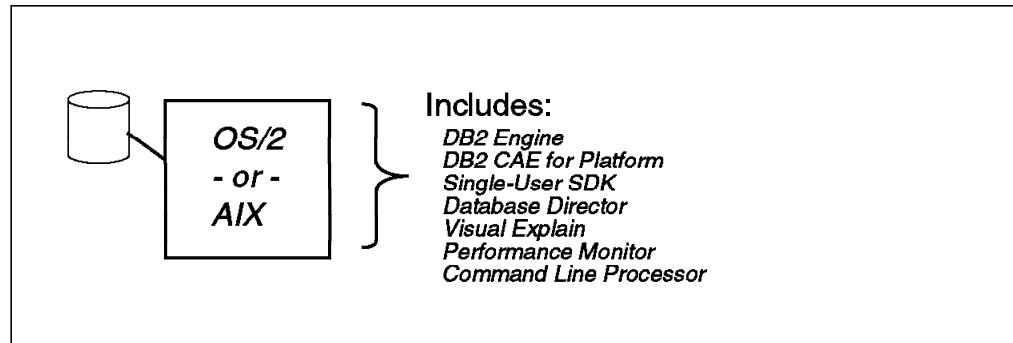 OS/2
- or -
AIX
Includes:
DB2 Engine
DB2 CAE for Platform
Single-User SDK
Database Director
Visual Explain
Performance Monitor
Command Line Processor